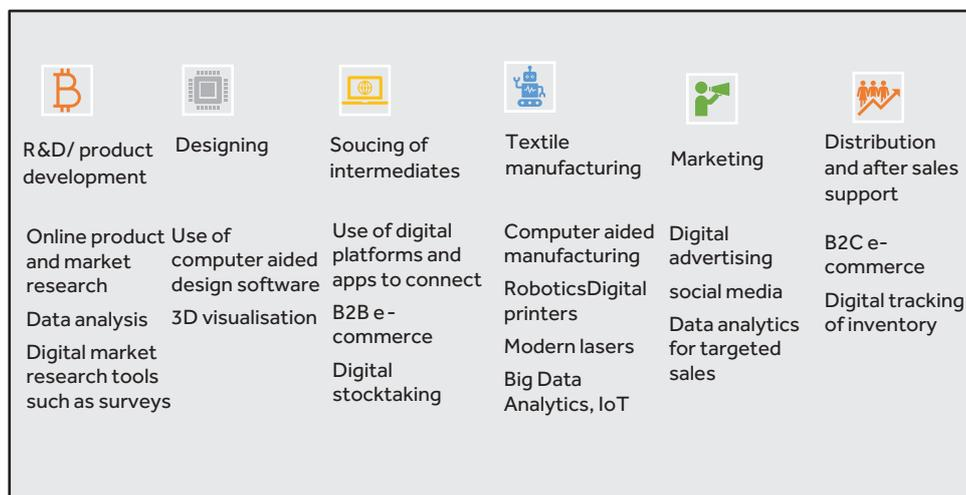 R&D/ product
development
Online product
and market
research
Data analysis
Digital market
research tools
such as surveys
Designing
Use of
computer aided
design software
3D visualisation
Soucing of
intermediates
Use of digital
platforms and
apps to connect
B2B e -
commerce
Digital
stocktaking
Textile
manufacturing
Computer aided
manufacturing
RoboticsDigital
printers
Modern lasers
Big Data
Analytics, IoT
Marketing
Digital
advertising
social media
Data analytics
for targeted
sales
Distribution
and after sales
support
B2C e-
commerce
Digital tracking
of inventory